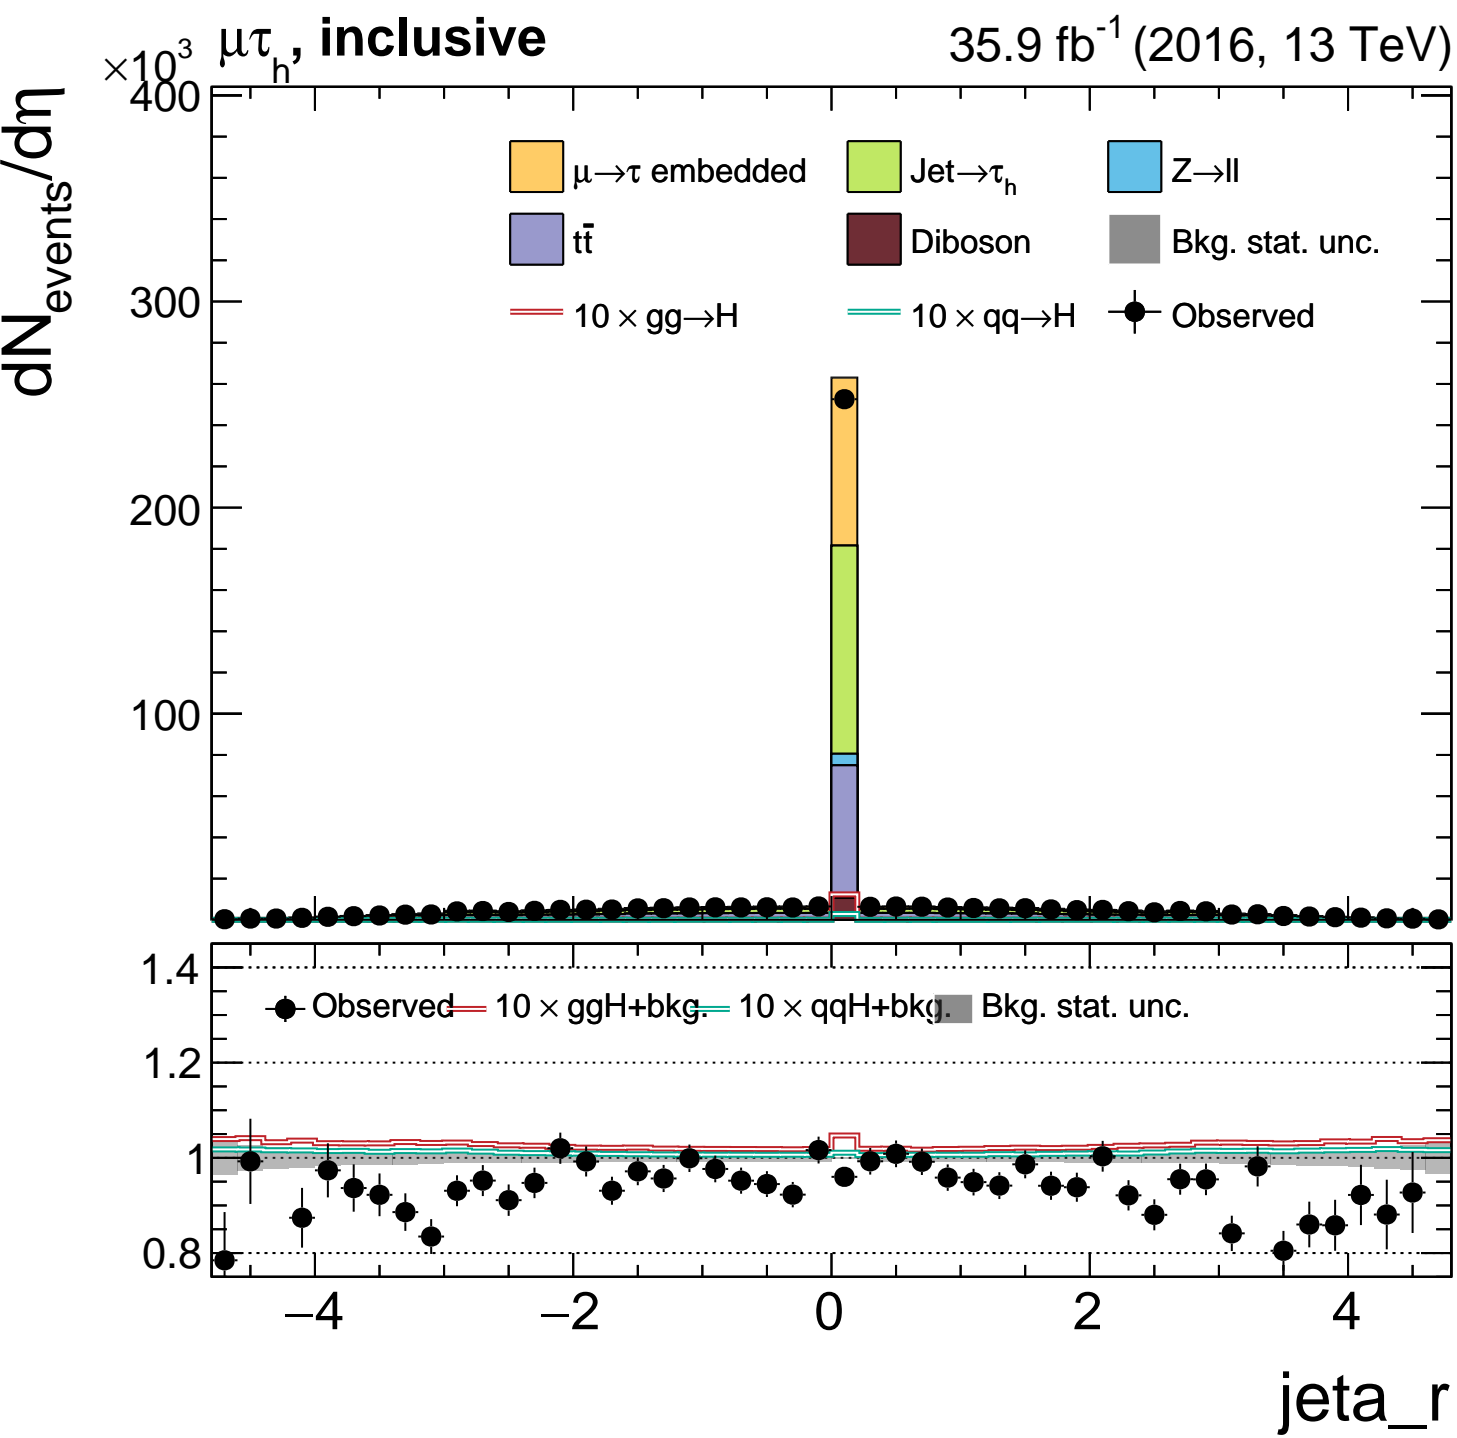 ×10³ μτₕ, inclusive 35.9 fb⁻¹ (2016, 13 TeV)
dN_events/dη
400
300
200
100
μ→τ embedded Jet→τₕ Z→ll
tt̄ Diboson Bkg. stat. unc.
10 × gg→H 10 × qq→H Observed
1.4
1.2
1
0.8
Observed 10 × ggH+bkg. 10 × qqH+bkg. Bkg. stat. unc.
−4 −2 0 2 4
jeta_r